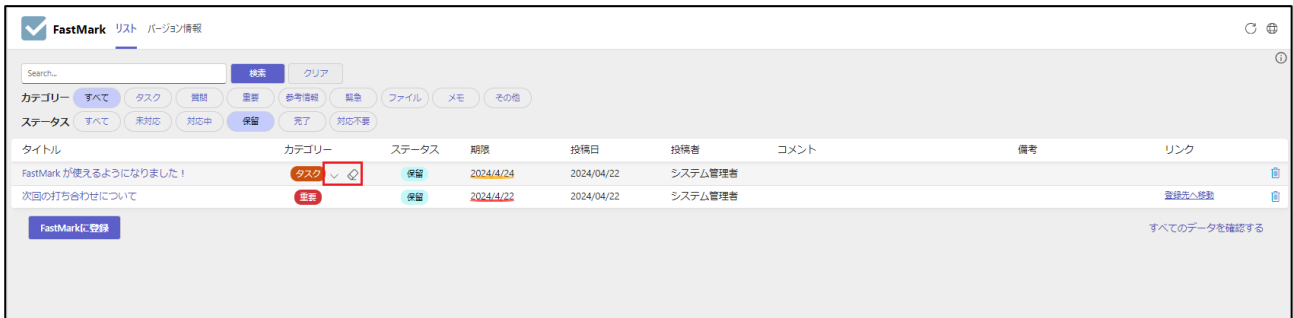 FastMark リスト バージョン情報
Search... 検索 クリア
カテゴリー すべて タスク 質問 重要 参考情報 緊急 ファイル メモ その他
ステータス すべて 未対応 対応中 保留 完了 対応不要
タイトル カテゴリー ステータス 期限 投稿日 投稿者 コメント 備考 リンク
FastMark が使えるようになりました！ タスク 保留 2024/4/24 2024/04/22 システム管理者
次回の打ち合わせについて 重要 保留 2024/4/22 2024/04/22 システム管理者 登録先へ移動
FastMarkに登録 すべてのデータを確認する